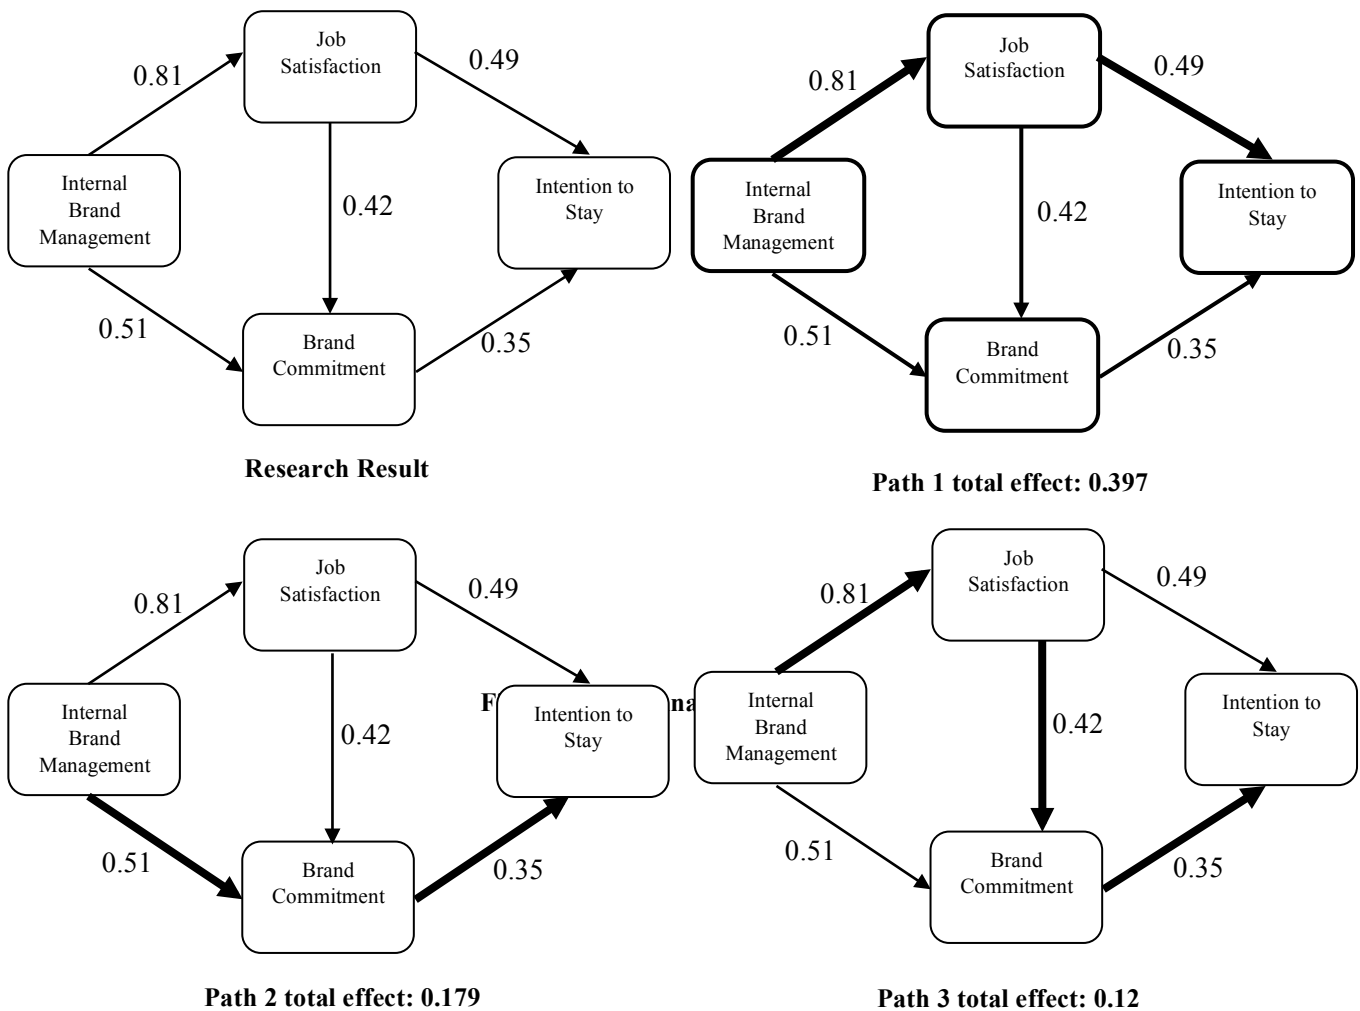 Job
Satisfaction
0.81
0.49
Internal
Brand
Management
0.42
Intention to
Stay
0.51
Brand
Commitment
0.35
Research Result
Job
Satisfaction
0.81
0.49
Internal
Brand
Management
0.42
Intention to
Stay
0.51
Brand
Commitment
0.35
Path 1 total effect: 0.397
Job
Satisfaction
0.81
0.49
Internal
Brand
Management
0.42
Intention to
Stay
0.51
Brand
Commitment
0.35
Path 2 total effect: 0.179
Job
Satisfaction
0.81
0.49
Internal
Brand
Management
0.42
Intention to
Stay
0.51
Brand
Commitment
0.35
Path 3 total effect: 0.12